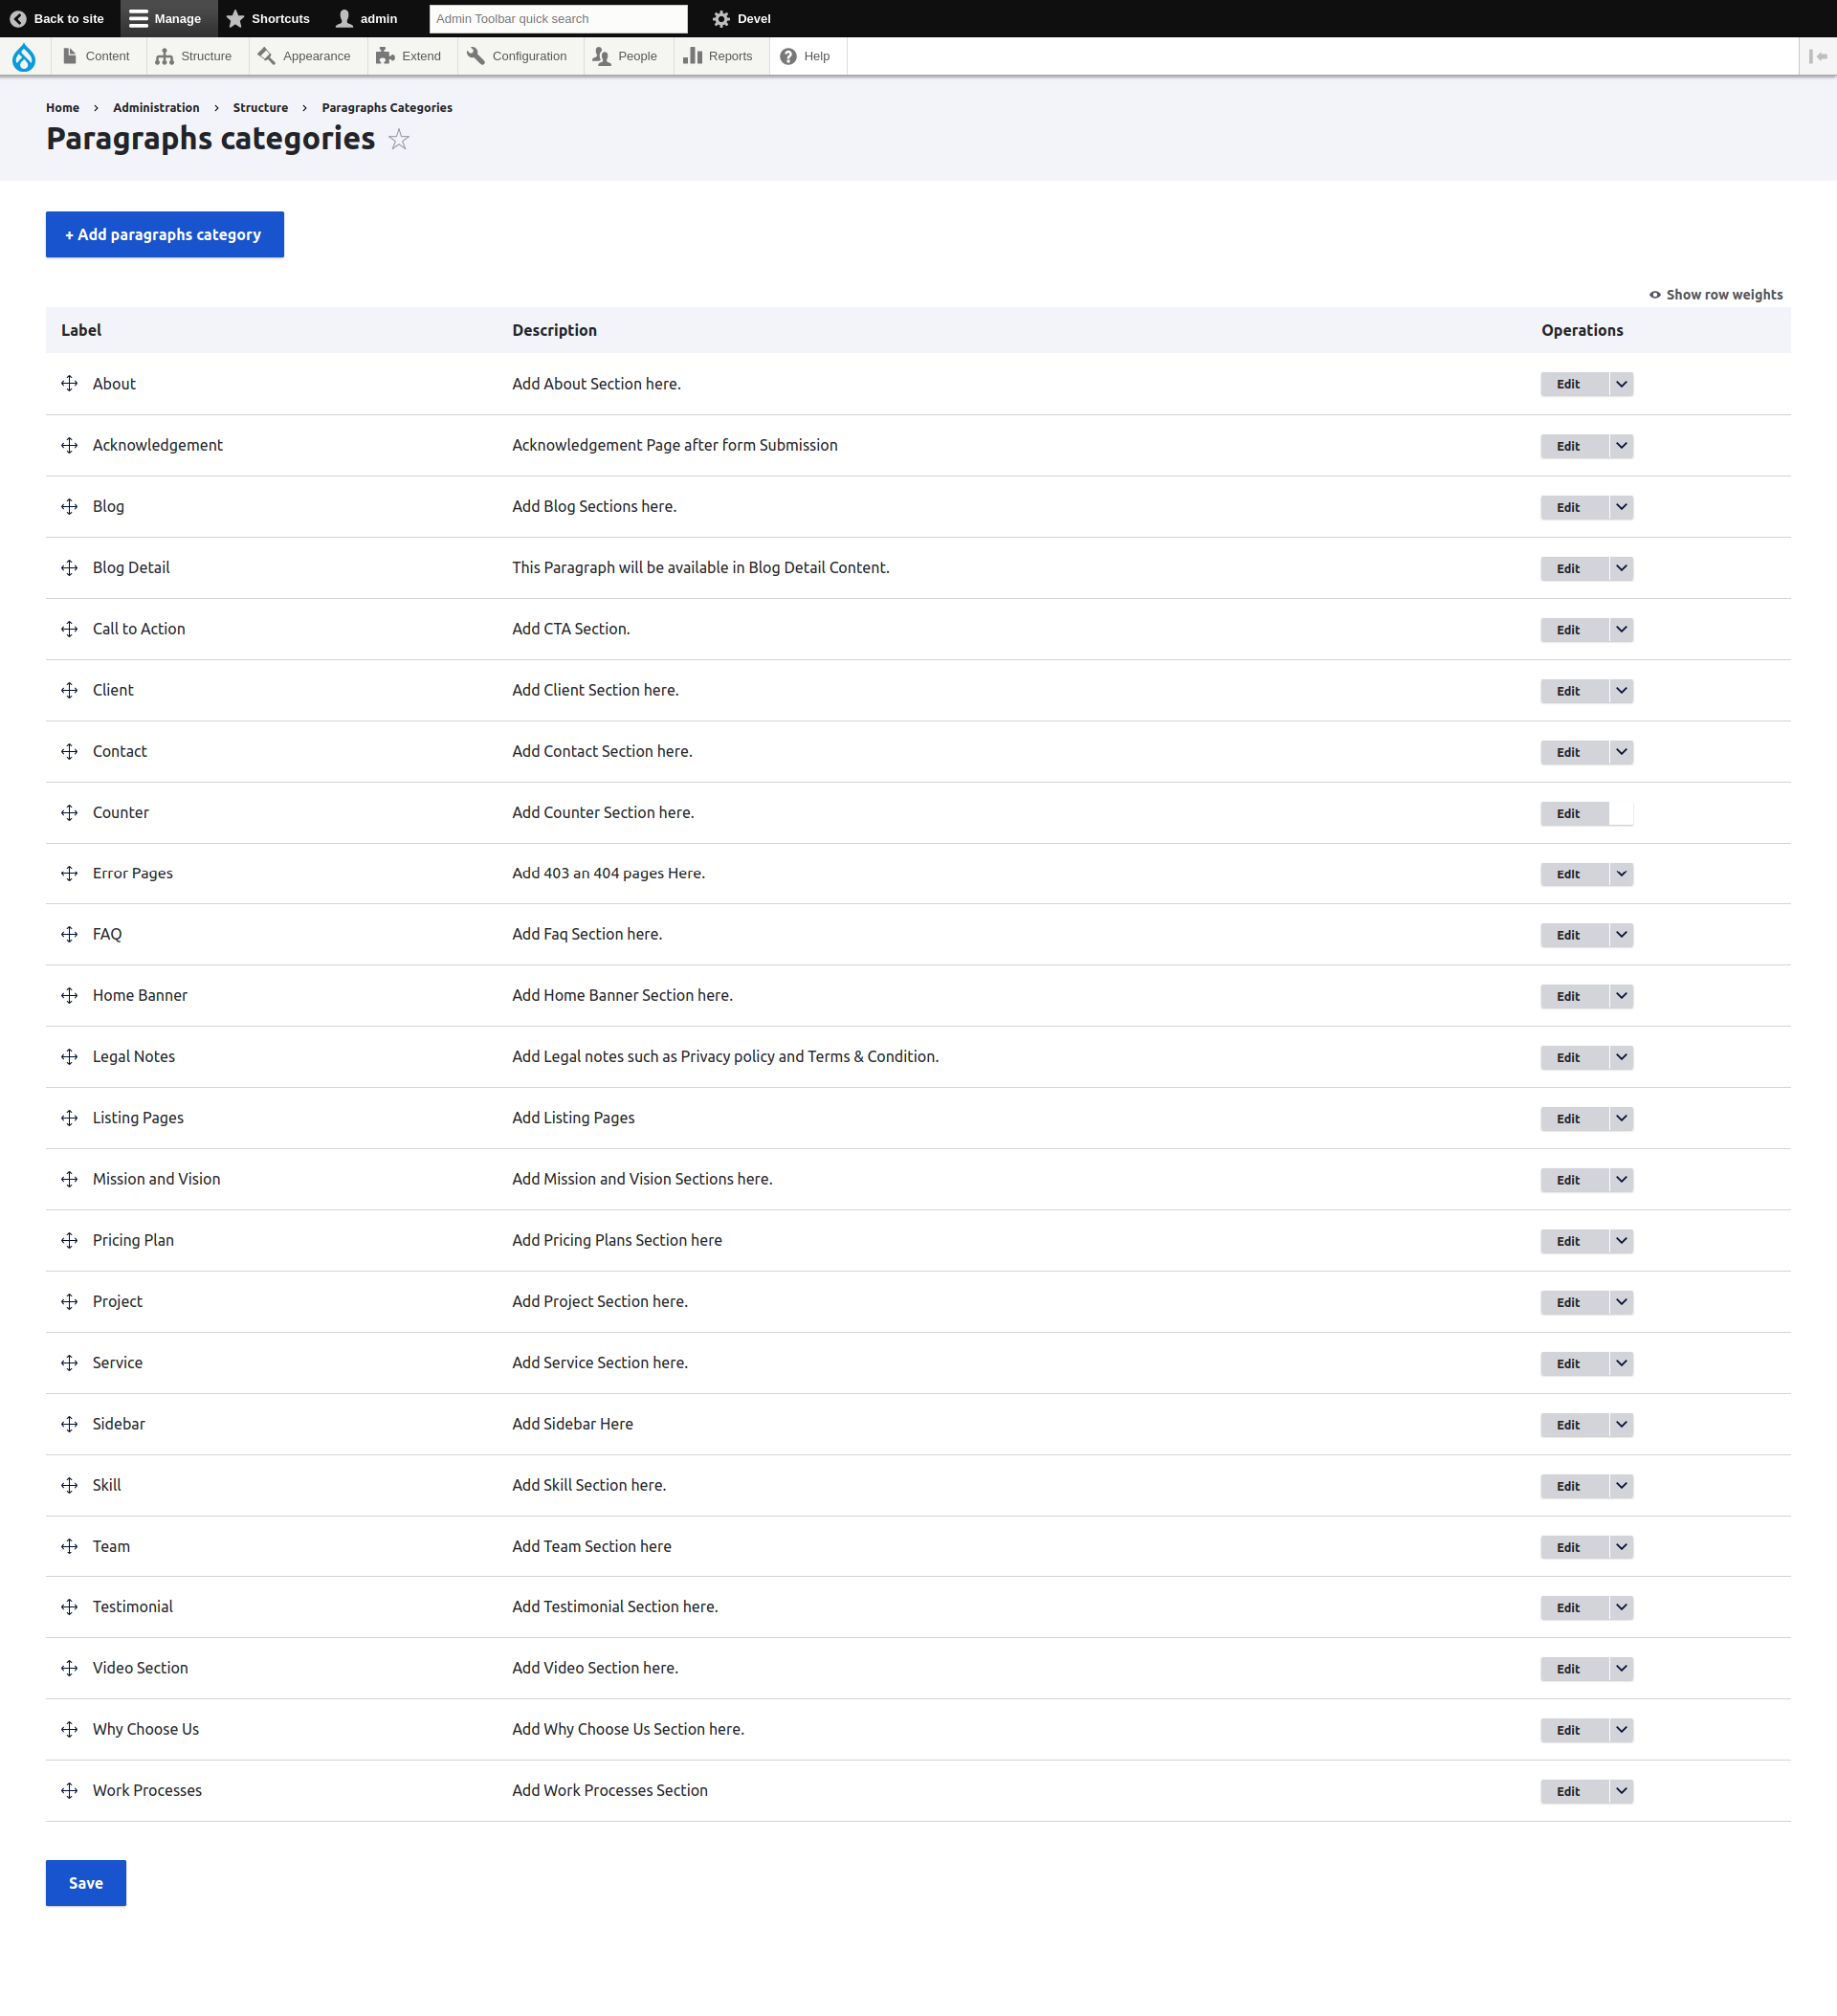 Back to site Manage Shortcuts admin Admin Toolbar quick search Devel
Content Structure Appearance Extend Configuration People Reports Help
Home › Administration › Structure › Paragraphs Categories
Paragraphs categories
+ Add paragraphs category
Show row weights
Label Description Operations
About Add About Section here. Edit
Acknowledgement Acknowledgement Page after form Submission Edit
Blog Add Blog Sections here. Edit
Blog Detail This Paragraph will be available in Blog Detail Content. Edit
Call to Action Add CTA Section. Edit
Client Add Client Section here. Edit
Contact Add Contact Section here. Edit
Counter Add Counter Section here. Edit
Error Pages Add 403 an 404 pages Here. Edit
FAQ Add Faq Section here. Edit
Home Banner Add Home Banner Section here. Edit
Legal Notes Add Legal notes such as Privacy policy and Terms & Condition. Edit
Listing Pages Add Listing Pages Edit
Mission and Vision Add Mission and Vision Sections here. Edit
Pricing Plan Add Pricing Plans Section here Edit
Project Add Project Section here. Edit
Service Add Service Section here. Edit
Sidebar Add Sidebar Here Edit
Skill Add Skill Section here. Edit
Team Add Team Section here Edit
Testimonial Add Testimonial Section here. Edit
Video Section Add Video Section here. Edit
Why Choose Us Add Why Choose Us Section here. Edit
Work Processes Add Work Processes Section Edit
Save